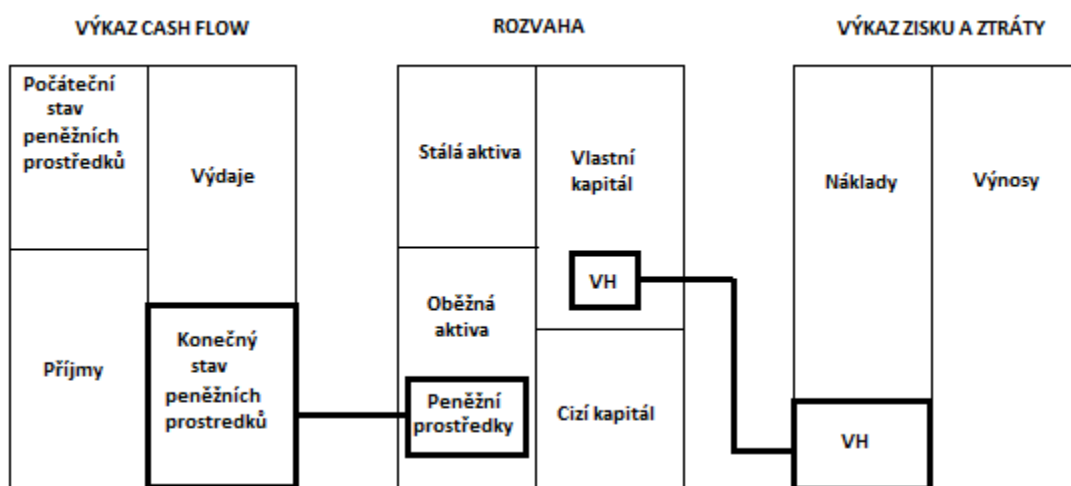 VÝKAZ CASH FLOW
Počáteční
stav
peněžních
prostředků
Výdaje
Příjmy
Konečný
stav
peněžních
prostredků
ROZVAHA
Stálá aktiva
Vlastní
kapitál
VH
Oběžná
aktiva
Peněžní
prostředky
Cizí kapitál
VÝKAZ ZISKU A ZTRÁTY
Náklady
Výnosy
VH